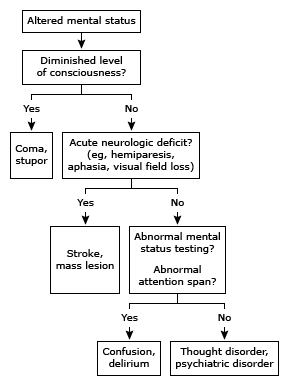 Altered mental status
Diminished level
of consciousness?
Yes
No
Coma,
stupor
Acute neurologic deficit?
(eg, hemiparesis,
aphasia, visual field loss)
Yes
No
Stroke,
mass lesion
Abnormal mental
status testing?
Abnormal
attention span?
Yes
No
Confusion,
delirium
Thought disorder,
psychiatric disorder